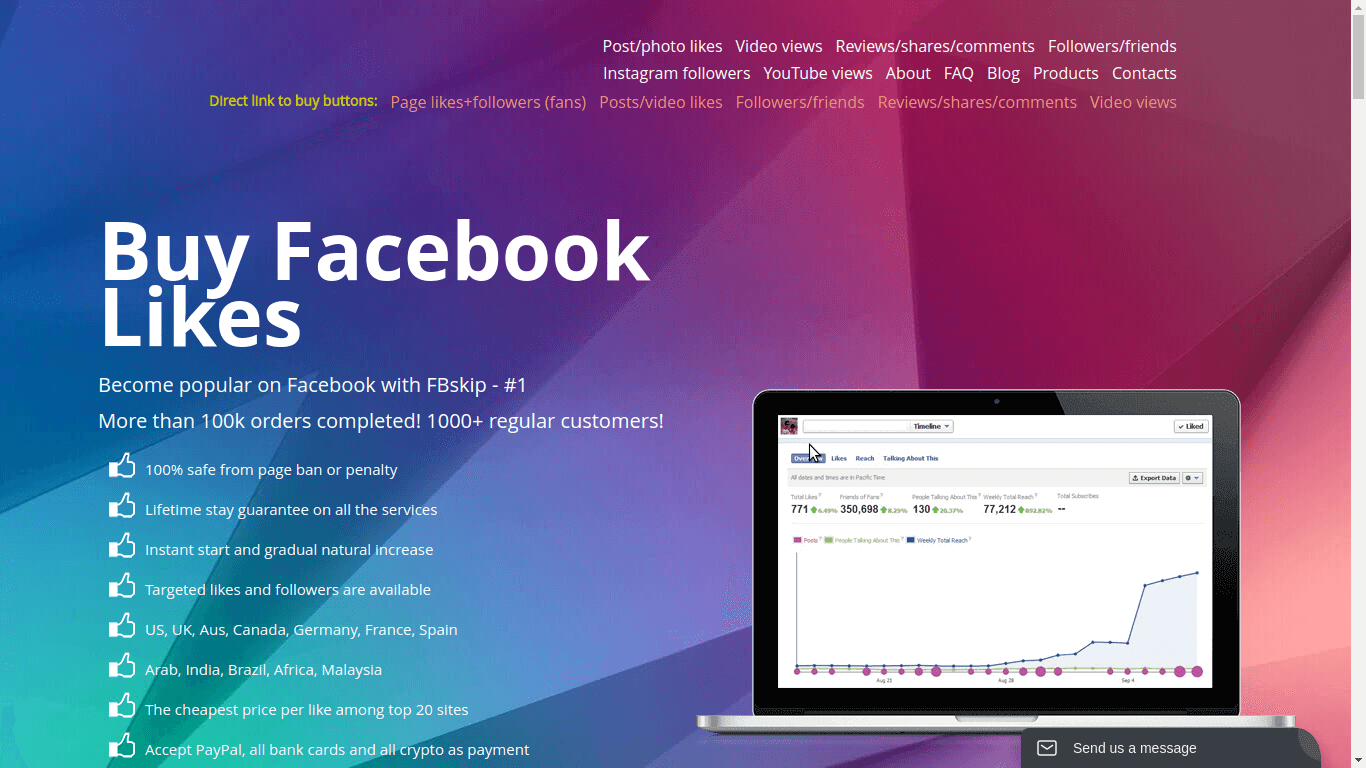 Post/photo likes Video views Reviews/shares/comments Followers/friends
Instagram followers YouTube views About FAQ Blog Products Contacts
Direct link to buy buttons: Page likes+followers (fans) Posts/video likes Followers/friends Reviews/shares/comments Video views
Buy Facebook
Likes
Become popular on Facebook with FBskip - #1
More than 100k orders completed! 1000+ regular customers!
100% safe from page ban or penalty
Lifetime stay guarantee on all the services
Instant start and gradual natural increase
Targeted likes and followers are available
US, UK, Aus, Canada, Germany, France, Spain
Arab, India, Brazil, Africa, Malaysia
The cheapest price per like among top 20 sites
Accept PayPal, all bank cards and all crypto as payment
Timeline Liked
Likes Reach Talking About This
All dates and times are in Pacific Time Export Data
Total Likes ? Friends of Fans ? People Talking About This ? Weekly Total Reach ? Total Subscribes
771 6.49% 350,698 8.29% 130 20.37% 77,212 892.82% --
Posts ? People Talking About This ? Weekly Total Reach ?
Aug 21 Aug 28 Sep 4
Send us a message